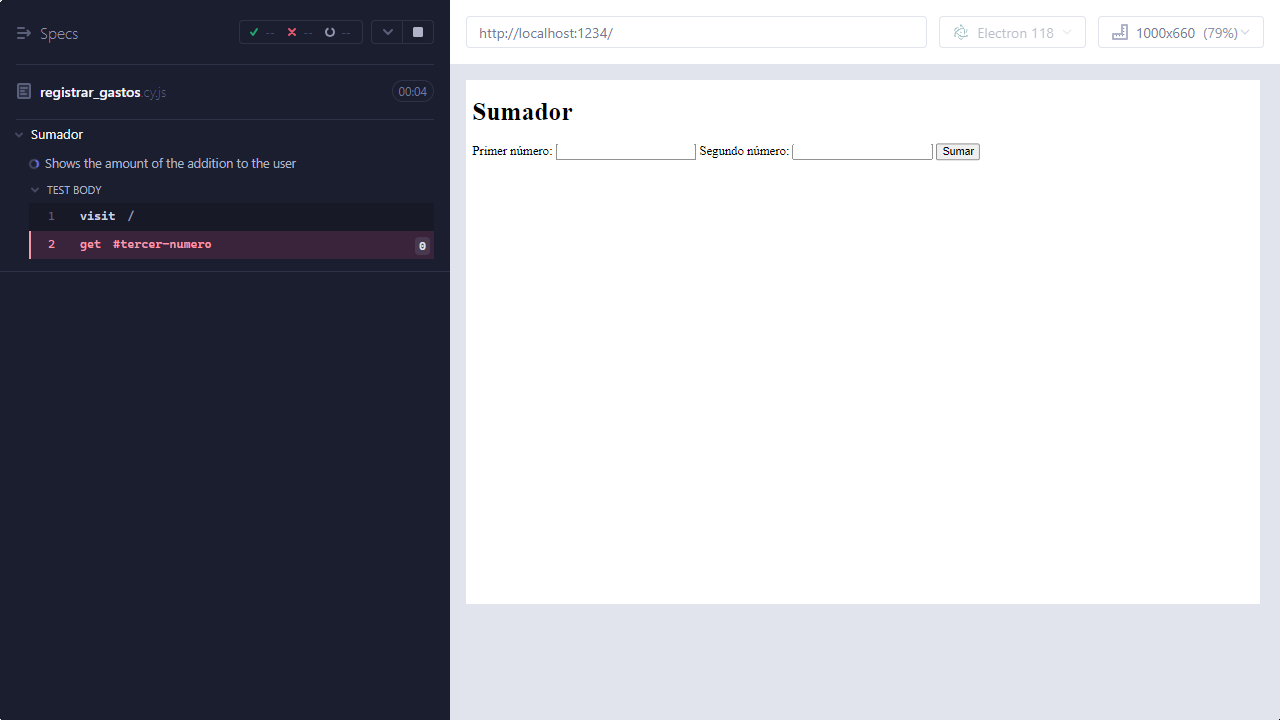 Specs
-- -- --
registrar_gastos.cy.js 00:04
Sumador
Shows the amount of the addition to the user
TEST BODY
1 visit /
2 get #tercer-numero 0
http://localhost:1234/
Electron 118
1000x660 (79%)
Sumador
Primer número: Segundo número: Sumar